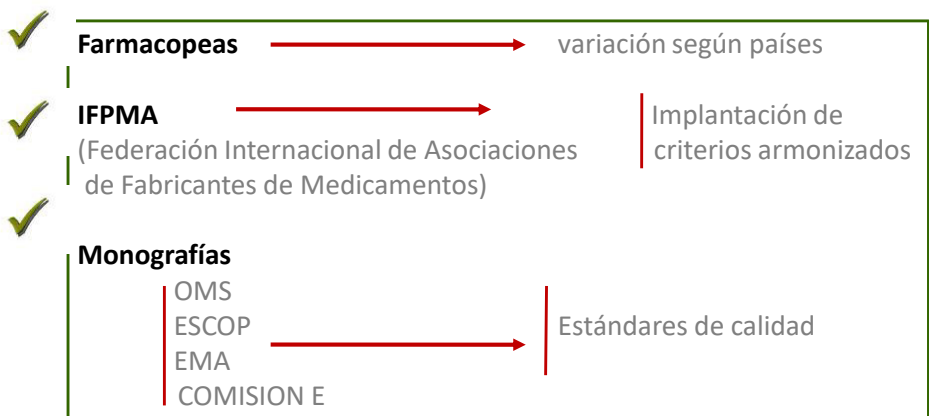 Farmacopeas variación según países
IFPMA Implantación de
(Federación Internacional de Asociaciones criterios armonizados
de Fabricantes de Medicamentos)
Monografías
OMS
ESCOP Estándares de calidad
EMA
COMISION E